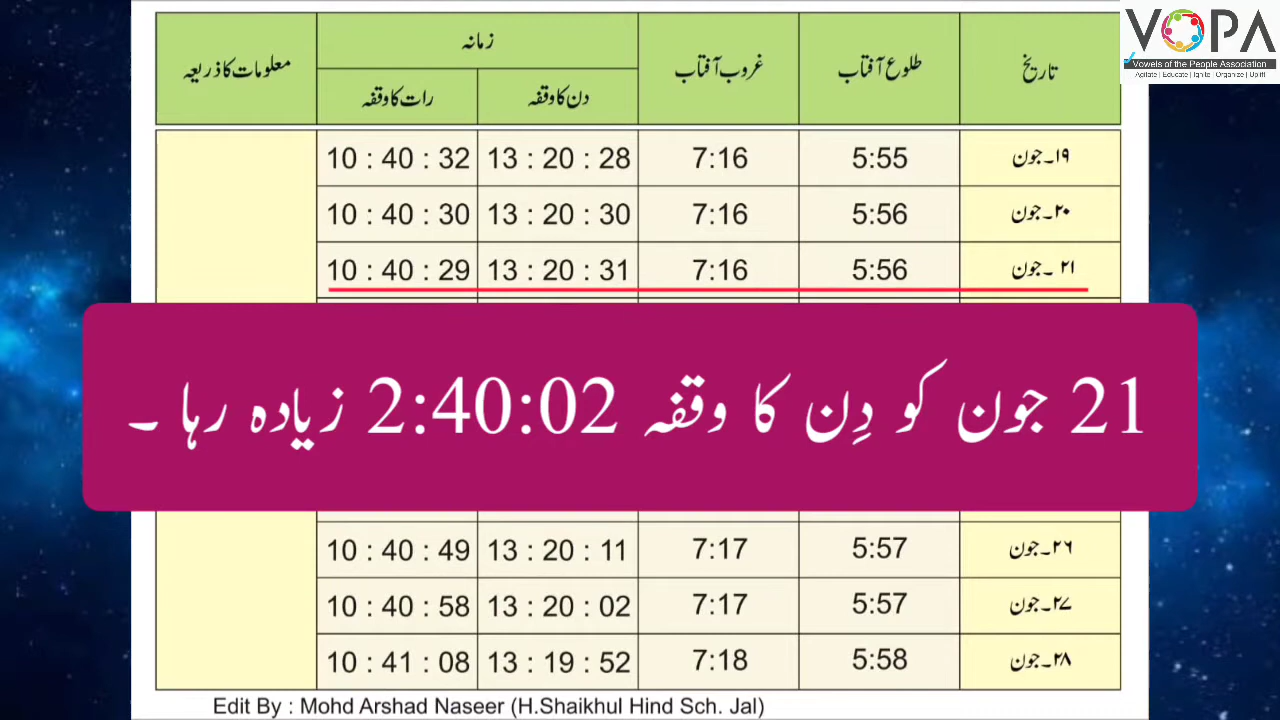 VOPA
Vowels of the People Association
Agitate | Educate | Ignite | Organize | Uplift
تاریخ طلوع آفتاب غروب آفتاب زمانہ معلومات کا ذریعہ
دن کا وقفہ رات کا وقفہ
۱۹۔جون 5:55 7:16 13 : 20 : 28 10 : 40 : 32
۲۰۔جون 5:56 7:16 13 : 20 : 30 10 : 40 : 30
۲۱ ۔جون 5:56 7:16 13 : 20 : 31 10 : 40 : 29
21 جون کو دِن کا وقفہ 2:40:02 زیادہ رہا ۔
۲۶۔جون 5:57 7:17 13 : 20 : 11 10 : 40 : 49
۲۷۔جون 5:57 7:17 13 : 20 : 02 10 : 40 : 58
۲۸۔جون 5:58 7:18 13 : 19 : 52 10 : 41 : 08
Edit By : Mohd Arshad Naseer (H.Shaikhul Hind Sch. Jal)